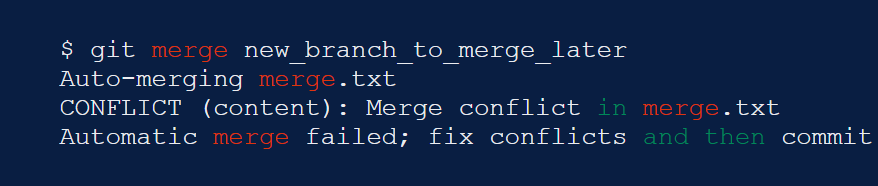 $ git merge new_branch_to_merge_later
Auto-merging merge.txt
CONFLICT (content): Merge conflict in merge.txt
Automatic merge failed; fix conflicts and then commit